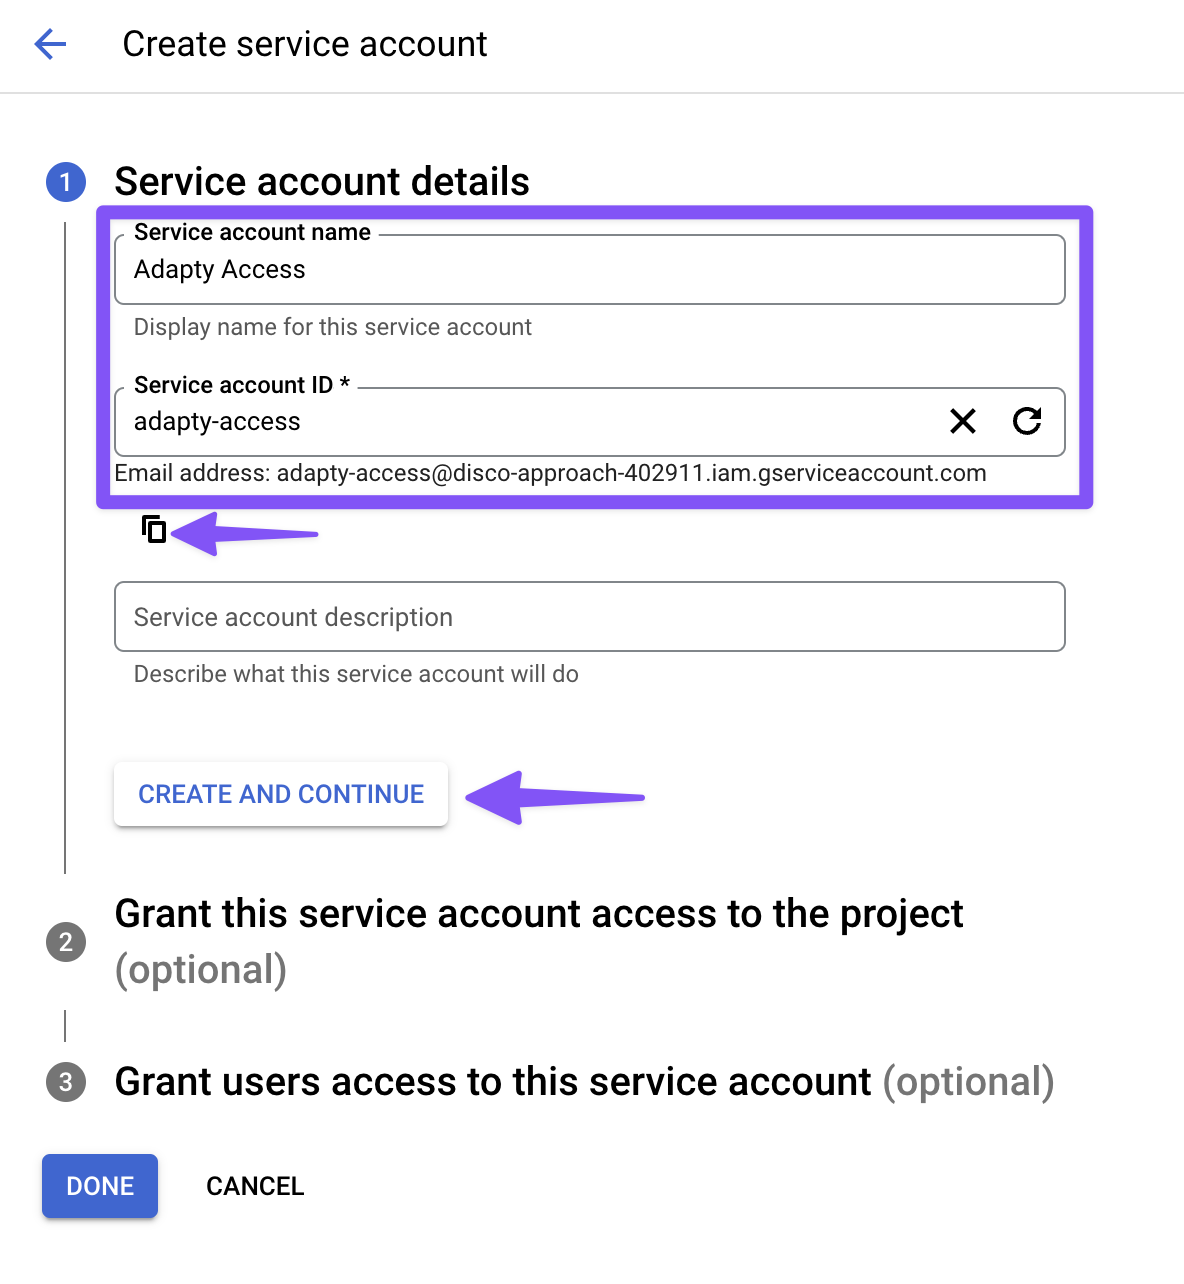 Create service account
1
Service account details
Service account name
Adapty Access
Display name for this service account
Service account ID *
adapty-access
Email address: adapty-access@disco-approach-402911.iam.gserviceaccount.com
Service account description
Describe what this service account will do
CREATE AND CONTINUE
2
Grant this service account access to the project
(optional)
3
Grant users access to this service account (optional)
DONE
CANCEL